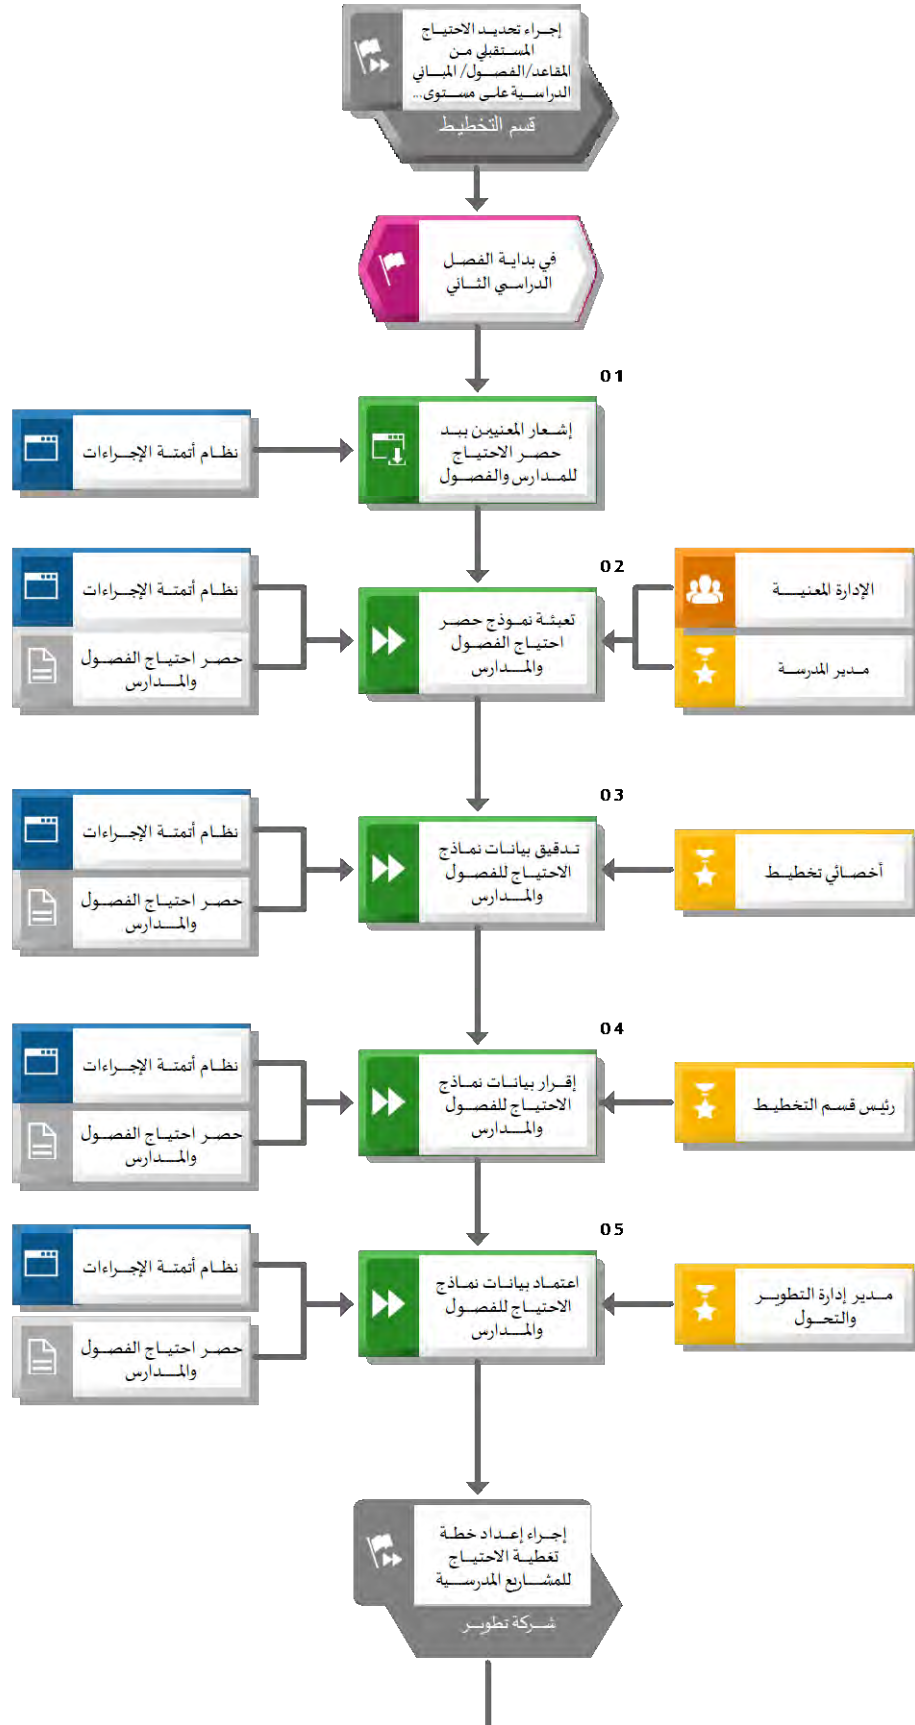 إجراء تحديد الاحتياج
المستقبلي من
المقاعد/الفصول/ المباني
الدراسية على مستوى...
قسم التخطيط
في بداية الفصل
الدراسي الثاني
01
إشعار المعنيين ببد
حصر الاحتياج
للمدارس والفصول
نظام أتمتة الإجراءات
02
الإدارة المعنية
مدير المدرسة
تعبئة نموذج حصر
احتياج الفصول
والمدارس
نظام أتمتة الإجراءات
حصر احتياج الفصول
والمدارس
03
أخصائي تخطيط
تدقيق بيانات نماذج
الاحتياج للفصول
والمدارس
نظام أتمتة الإجراءات
حصر احتياج الفصول
والمدارس
04
رئيس قسم التخطيط
إقرار بيانات نماذج
الاحتياج للفصول
والمدارس
نظام أتمتة الإجراءات
حصر احتياج الفصول
والمدارس
05
مدير إدارة التطوير
والتحول
اعتماد بيانات نماذج
الاحتياج للفصول
والمدارس
نظام أتمتة الإجراءات
حصر احتياج الفصول
والمدارس
إجراء إعداد خطة
تغطية الاحتياج
للمشاريع المدرسية
شركة تطوير